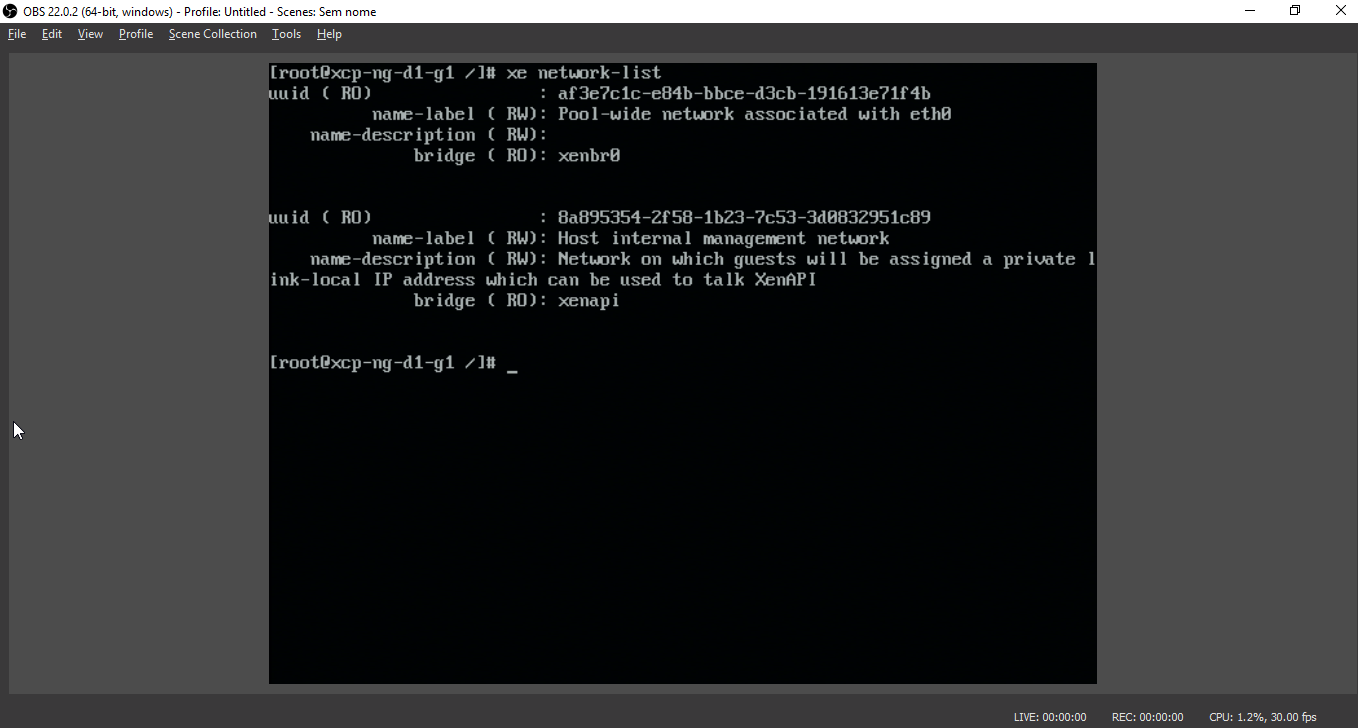 OBS 22.0.2 (64-bit, windows) - Profile: Untitled - Scenes: Sem nome
File Edit View Profile Scene Collection Tools Help
[root@xcp-ng-d1-g1 /]# xe network-list
uuid ( RO) : af3e7c1c-e84b-bbce-d3cb-191613e71f4b
name-label ( RW): Pool-wide network associated with eth0
name-description ( RW):
bridge ( RO): xenbr0
uuid ( RO) : 8a895354-2f58-1b23-7c53-3d0832951c89
name-label ( RW): Host internal management network
name-description ( RW): Network on which guests will be assigned a private l
ink-local IP address which can be used to talk XenAPI
bridge ( RO): xenapi
[root@xcp-ng-d1-g1 /]# _
LIVE: 00:00:00 REC: 00:00:00 CPU: 1.2%, 30.00 fps